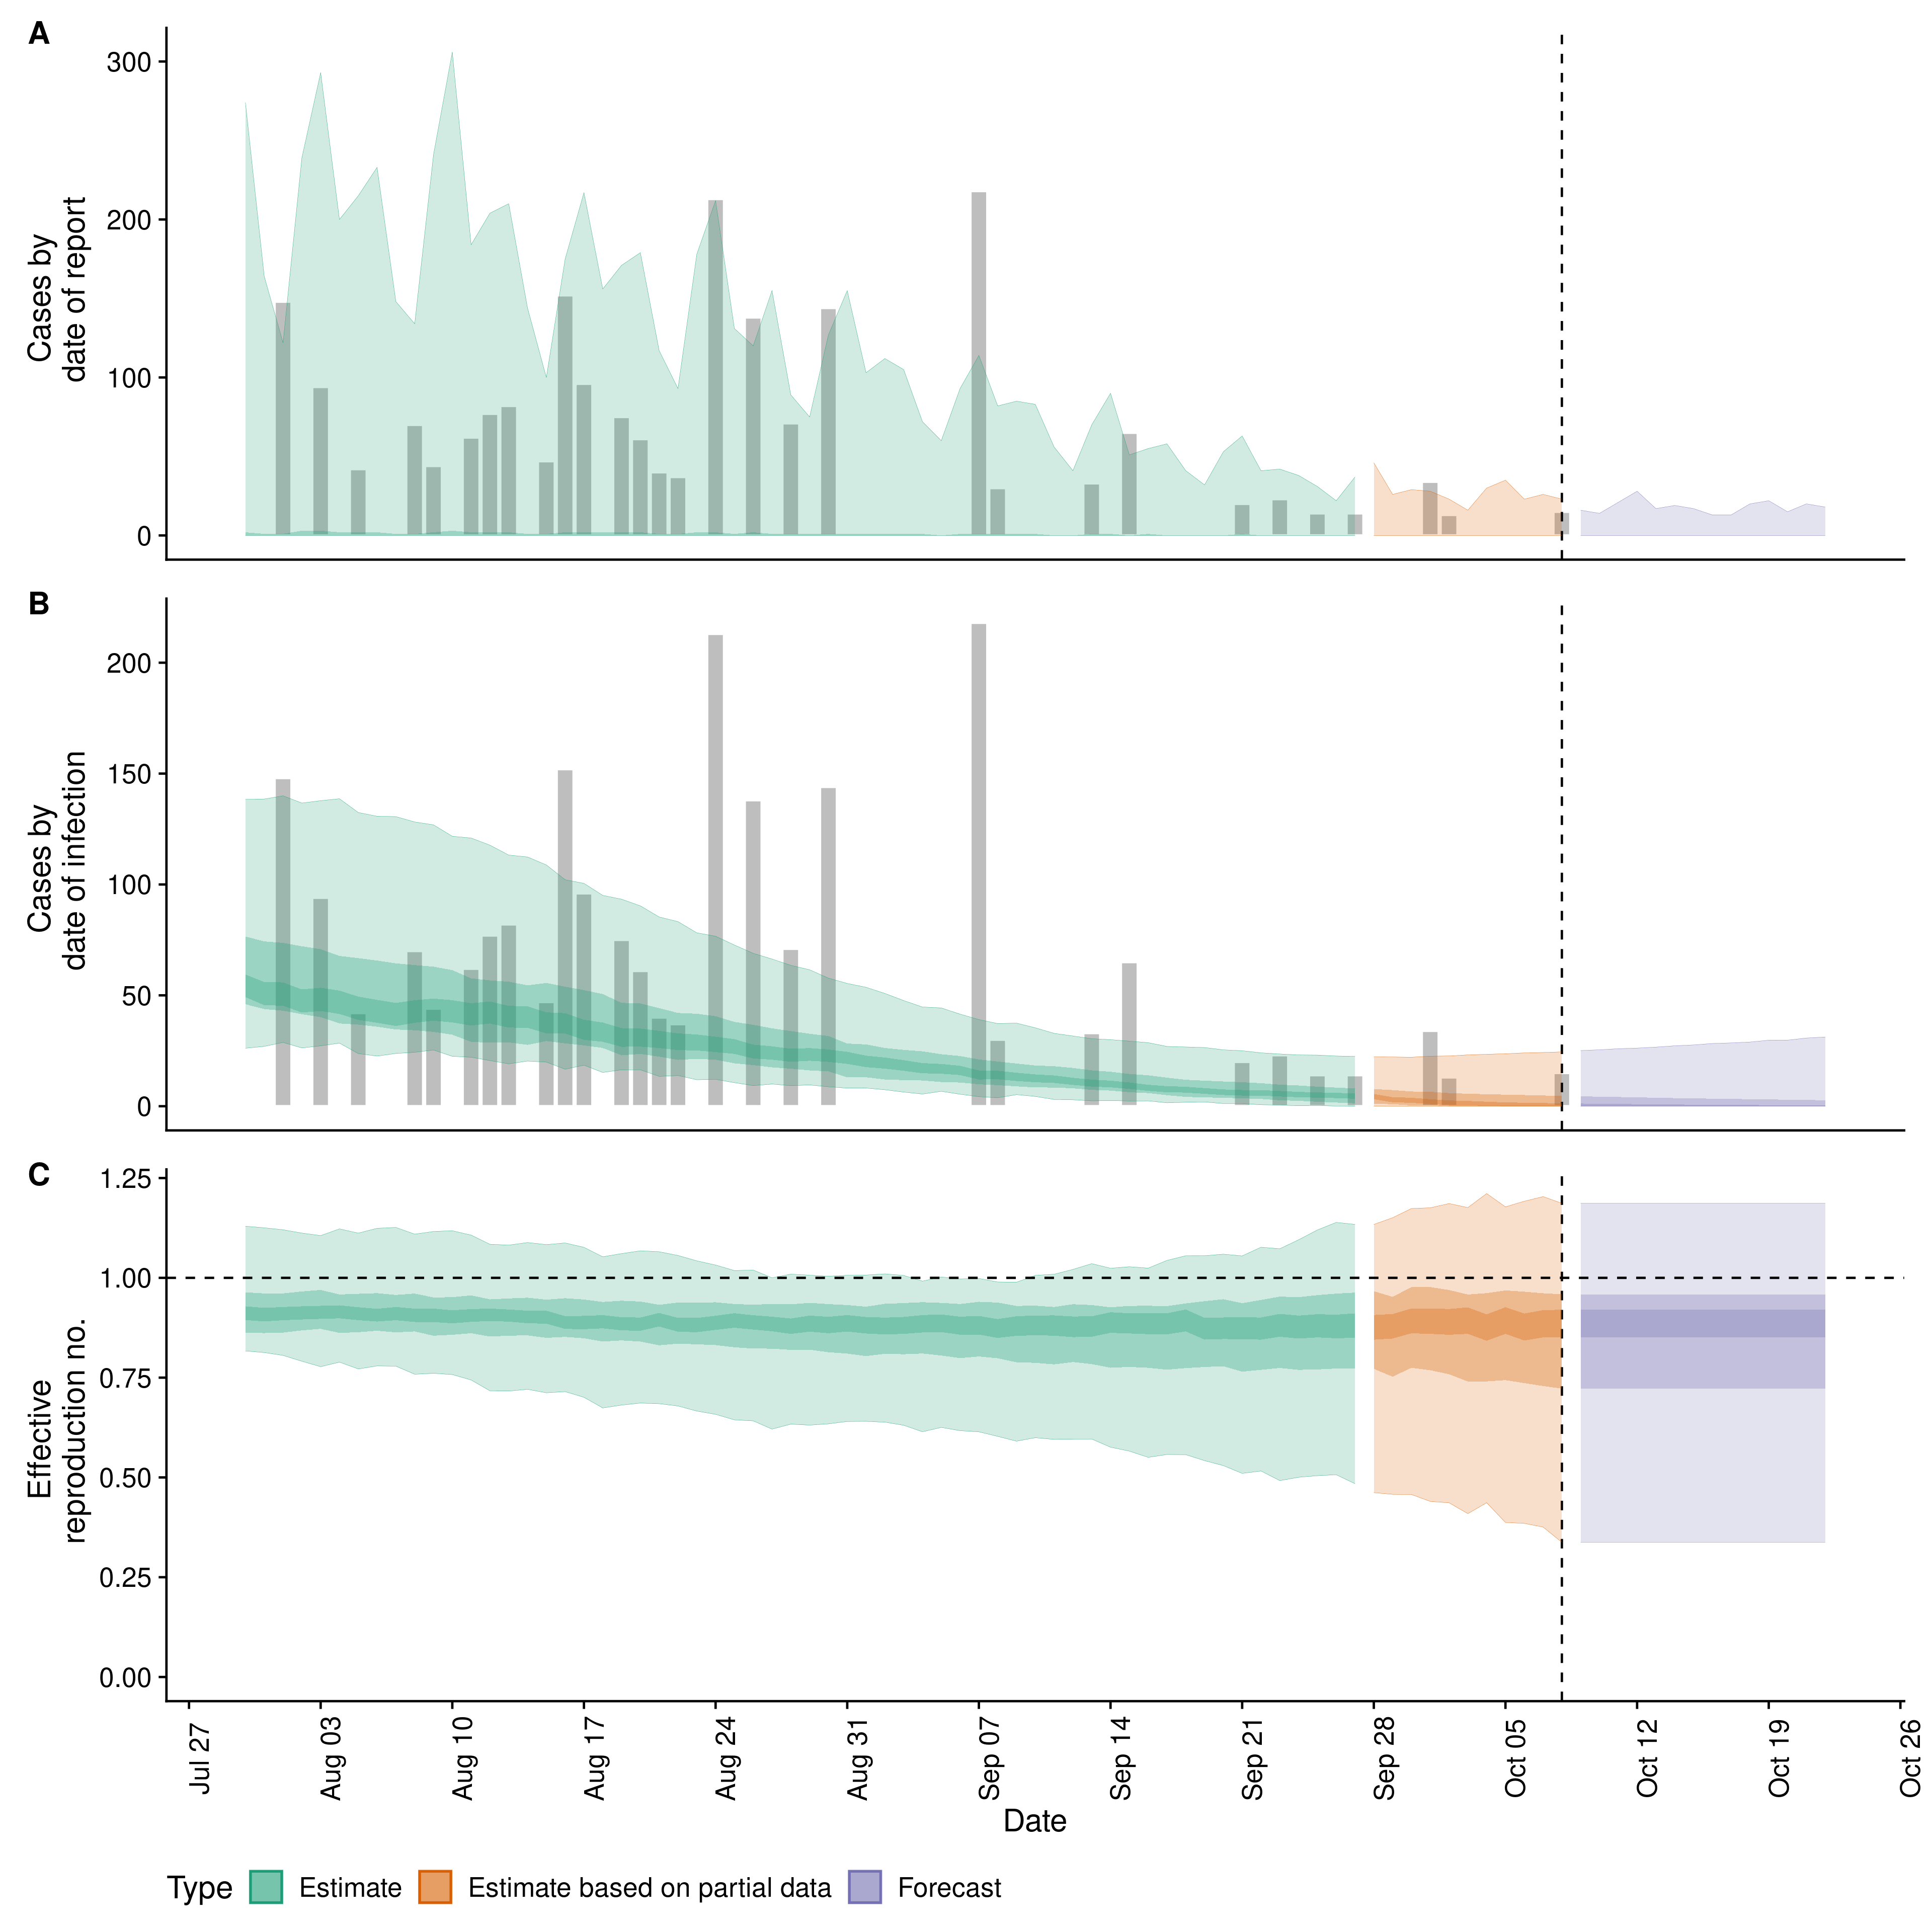 A
300
200
100
0
Cases by
date of report
B
200
150
100
50
0
Cases by
date of infection
C
1.25
1.00
0.75
0.50
0.25
0.00
Effective
reproduction no.
Jul 27
Aug 03
Aug 10
Aug 17
Aug 24
Aug 31
Sep 07
Sep 14
Sep 21
Sep 28
Oct 05
Oct 12
Oct 19
Oct 26
Date
Type Estimate Estimate based on partial data Forecast